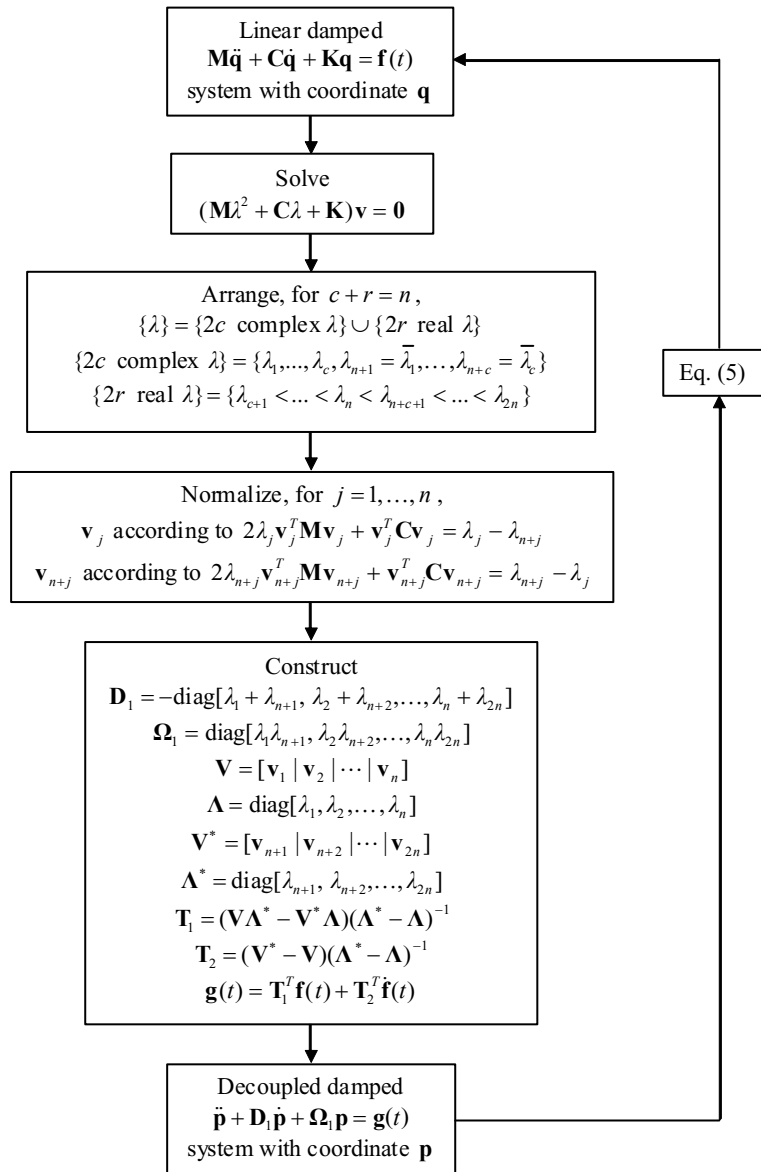 Linear damped
Mq̈ + Cq̇ + Kq = f(t)
system with coordinate q
Solve
(Mλ² + Cλ + K)v = 0
Arrange, for c + r = n ,
{λ} = {2c complex λ} ∪ {2r real λ}
{2c complex λ} = {λ₁,...,λ_c, λ_{n+1} = λ̄₁,…,λ_{n+c} = λ̄_c}
{2r real λ} = {λ_{c+1} < ... < λ_n < λ_{n+c+1} < ... < λ_{2n}}
Eq. (5)
Normalize, for j = 1,…,n ,
v_j according to 2λ_j v_j^T M v_j + v_j^T C v_j = λ_j − λ_{n+j}
v_{n+j} according to 2λ_{n+j} v_{n+j}^T M v_{n+j} + v_{n+j}^T C v_{n+j} = λ_{n+j} − λ_j
Construct
D₁ = −diag[λ₁ + λ_{n+1}, λ₂ + λ_{n+2},…, λ_n + λ_{2n}]
Ω₁ = diag[λ₁λ_{n+1}, λ₂λ_{n+2},…, λ_nλ_{2n}]
V = [v₁ | v₂ | ⋯ | v_n]
Λ = diag[λ₁, λ₂,…, λ_n]
V* = [v_{n+1} | v_{n+2} | ⋯ | v_{2n}]
Λ* = diag[λ_{n+1}, λ_{n+2},…, λ_{2n}]
T₁ = (VΛ* − V*Λ)(Λ* − Λ)⁻¹
T₂ = (V* − V)(Λ* − Λ)⁻¹
g(t) = T₁^T f(t) + T₂^T ḟ(t)
Decoupled damped
p̈ + D₁ṗ + Ω₁p = g(t)
system with coordinate p